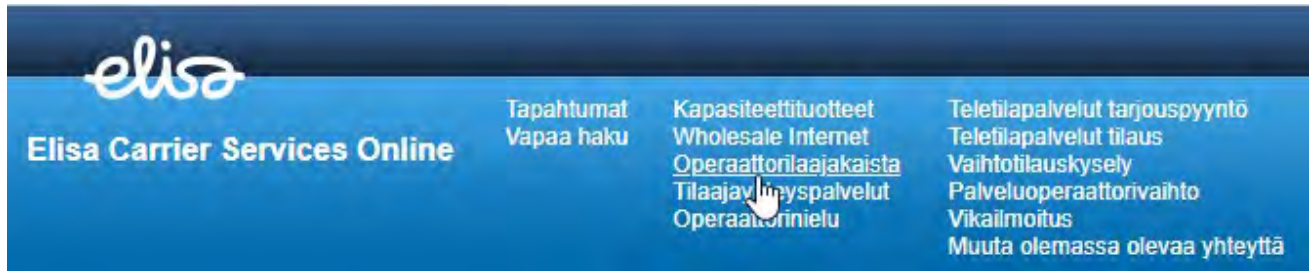 elisa
Elisa Carrier Services Online
Tapahtumat
Vapaa haku
Kapasiteettituotteet
Wholesale Internet
Operaattorilaajakaista
Operaattorinielu
Teletilapalvelut tarjouspyyntö
Teletilapalvelut tilaus
Vaihtotilauskysely
Palveluoperaattorivaihto
Vikailmoitus
Muuta olemassa olevaa yhteyttä